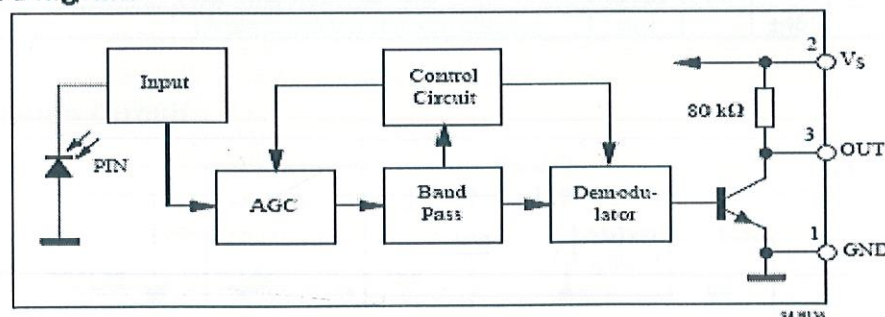 Input
Control
Circuit
2
VS
80 kΩ
3
OUT
PIN
AGC
Band
Pass
Demodu-
lator
1
GND